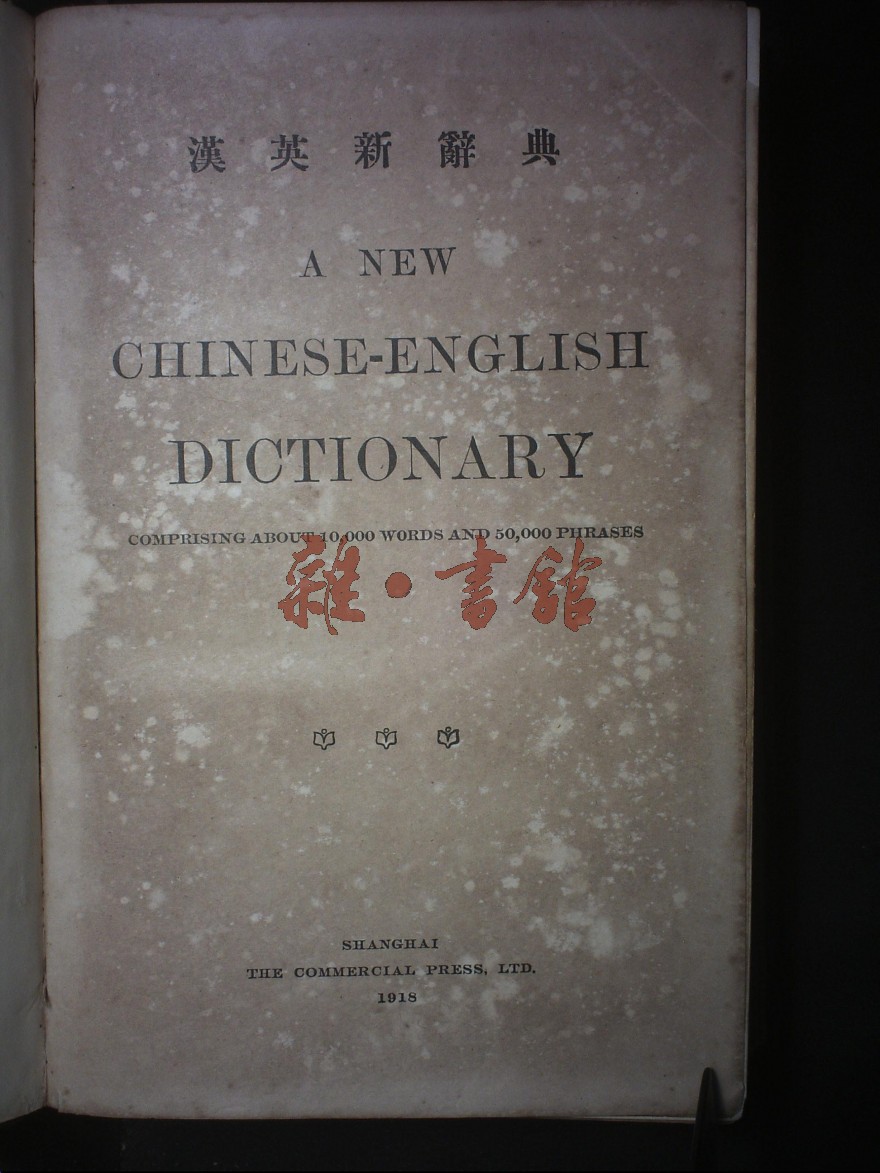 漢英新辭典
A NEW
CHINESE-ENGLISH
DICTIONARY
COMPRISING ABOUT 10,000 WORDS AND 50,000 PHRASES
雜·書館
SHANGHAI
THE COMMERCIAL PRESS, LTD.
1918